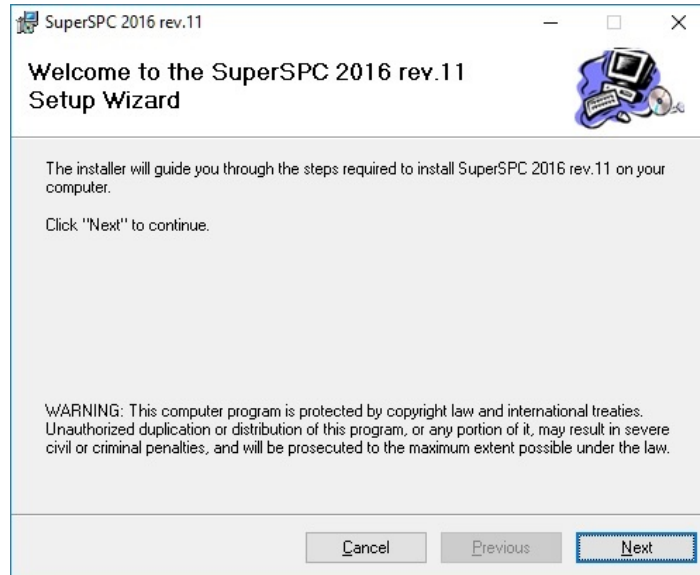 SuperSPC 2016 rev.11
Welcome to the SuperSPC 2016 rev.11
Setup Wizard
The installer will guide you through the steps required to install SuperSPC 2016 rev.11 on your
computer.
Click "Next" to continue.
WARNING: This computer program is protected by copyright law and international treaties.
Unauthorized duplication or distribution of this program, or any portion of it, may result in severe
civil or criminal penalties, and will be prosecuted to the maximum extent possible under the law.
Cancel Previous Next